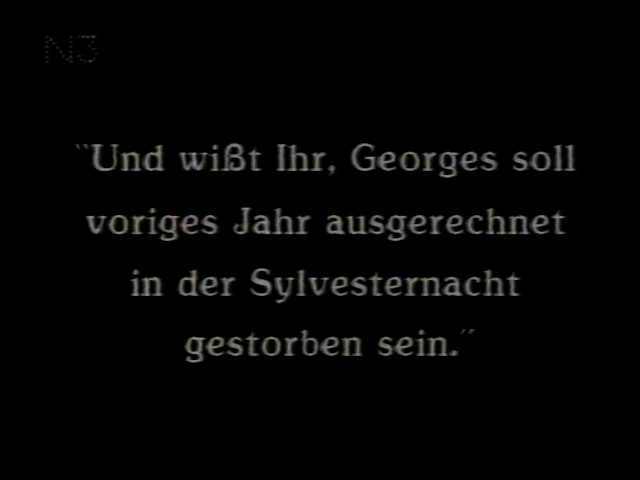 N3
"Und wißt Ihr, Georges soll
voriges Jahr ausgerechnet
in der Sylvesternacht
gestorben sein."